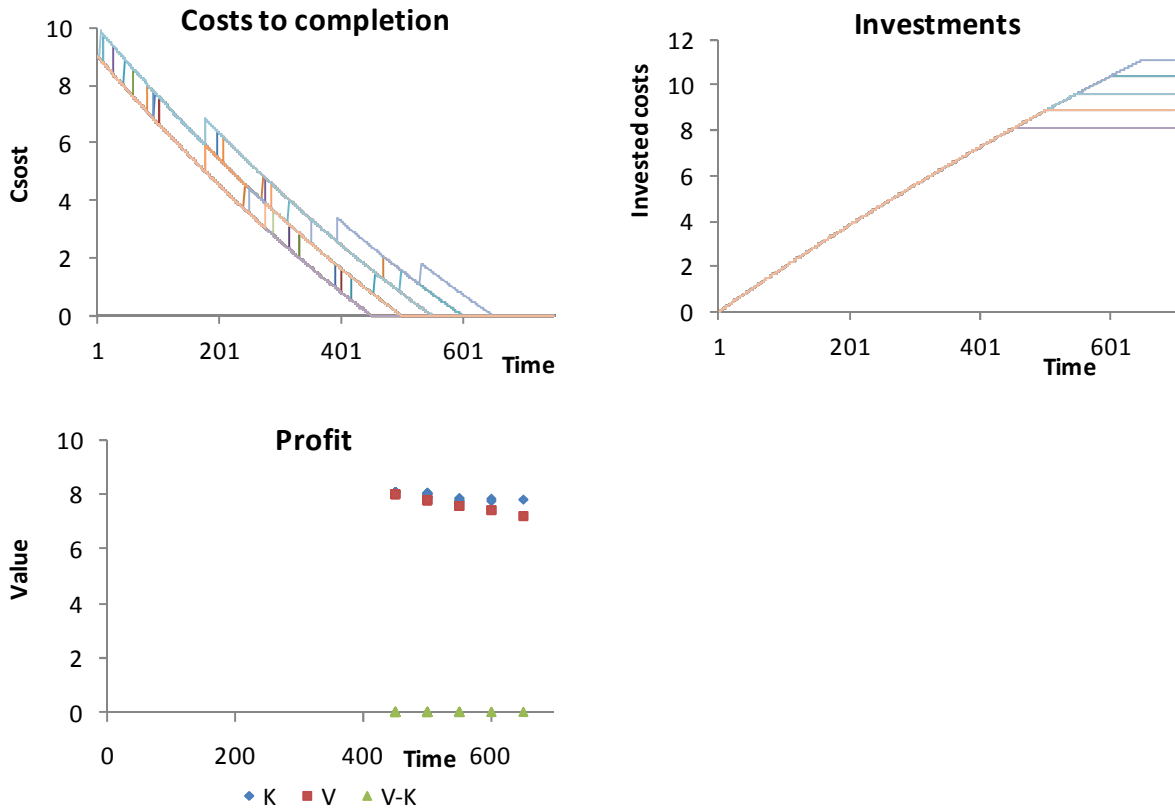 Costs to completion
10
8
6
4
2
0
Csost
1 201 401 601
Time
Investments
12
10
8
6
4
2
0
Invested costs
1 201 401 601
Time
Profit
10
8
6
4
2
0
Value
0 200 400 600
Time
K V V-K